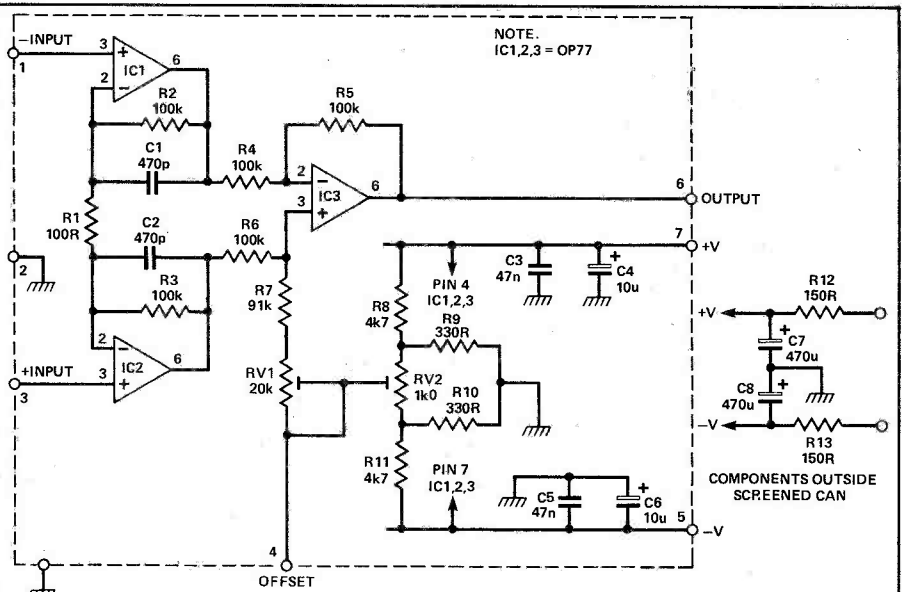 NOTE.
IC1,2,3 = OP77
−INPUT
1
3
+
IC1
2
−
6
R2
100k
C1
470p
R1
100R
R4
100k
R5
100k
2
−
IC3
3
+
6
6
OUTPUT
2
C2
470p
R3
100k
R6
100k
2
−
IC2
3
+
6
+INPUT
3
R7
91k
RV1
20k
7
+V
PIN 4
IC1,2,3
C3
47n
+
C4
10u
R8
4k7
R9
330R
RV2
1k0
R10
330R
R11
4k7
PIN 7
IC1,2,3
C5
47n
+
C6
10u
5
−V
4
OFFSET
R12
150R
+V
+
C7
470u
C8
470u
+
−V
R13
150R
COMPONENTS OUTSIDE
SCREENED CAN